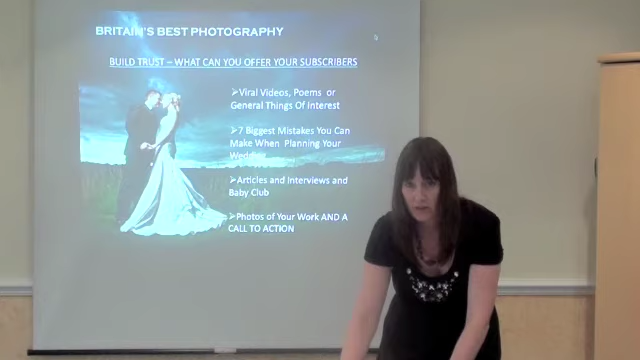 BRITAIN'S BEST PHOTOGRAPHY
BUILD TRUST – WHAT CAN YOU OFFER YOUR SUBSCRIBERS
➢Viral Videos, Poems or
General Things Of Interest
➢7 Biggest Mistakes You Can
Make When Planning Your
Wedding
➢Articles and Interviews and
Baby Club
➢Photos of Your Work AND A
CALL TO ACTION